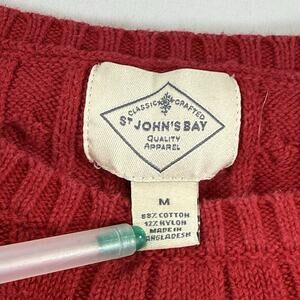 CLASSIC CRAFTED
ST JOHN'S BAY
QUALITY
APPAREL
M
88% COTTON
12% NYLON
MADE IN
BANGLADESH